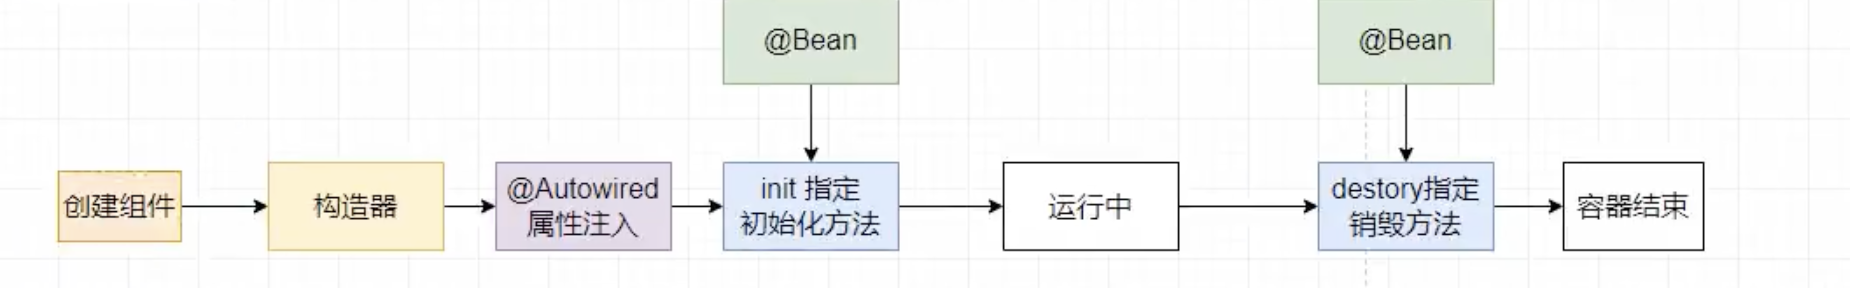 @Bean
@Bean
创建组件
构造器
@Autowired
属性注入
init 指定
初始化方法
运行中
destory指定
销毁方法
容器结束